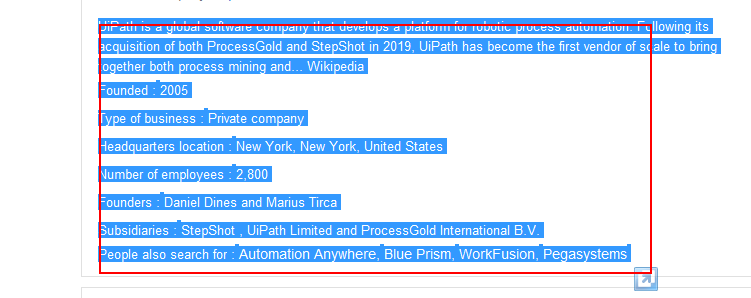 UiPath is a global software company that develops a platform for robotic process automation. Following its
acquisition of both ProcessGold and StepShot in 2019, UiPath has become the first vendor of scale to bring
together both process mining and... Wikipedia
Founded : 2005
Type of business : Private company
Headquarters location : New York, New York, United States
Number of employees : 2,800
Founders : Daniel Dines and Marius Tirca
Subsidiaries : StepShot , UiPath Limited and ProcessGold International B.V.
People also search for : Automation Anywhere, Blue Prism, WorkFusion, Pegasystems